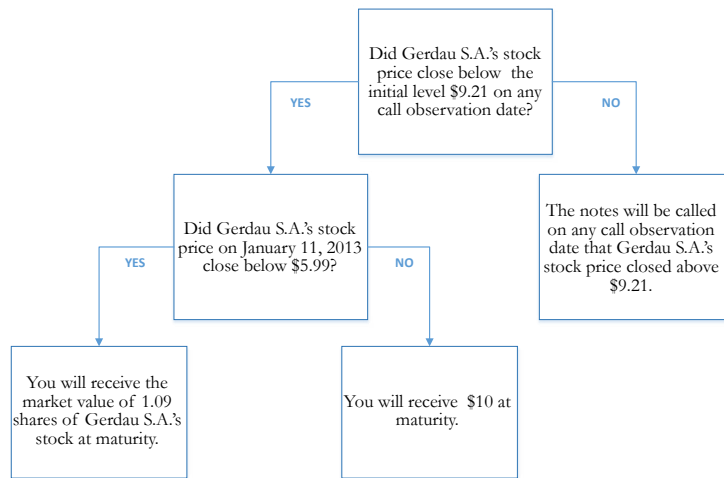 Did Gerdau S.A.'s stock
price close below the
initial level $9.21 on any
call observation date?
YES
NO
Did Gerdau S.A.'s stock
price on January 11, 2013
close below $5.99?
The notes will be called
on any call observation
date that Gerdau S.A.'s
stock price closed above
$9.21.
YES
NO
You will receive the
market value of 1.09
shares of Gerdau S.A.'s
stock at maturity.
You will receive $10 at
maturity.